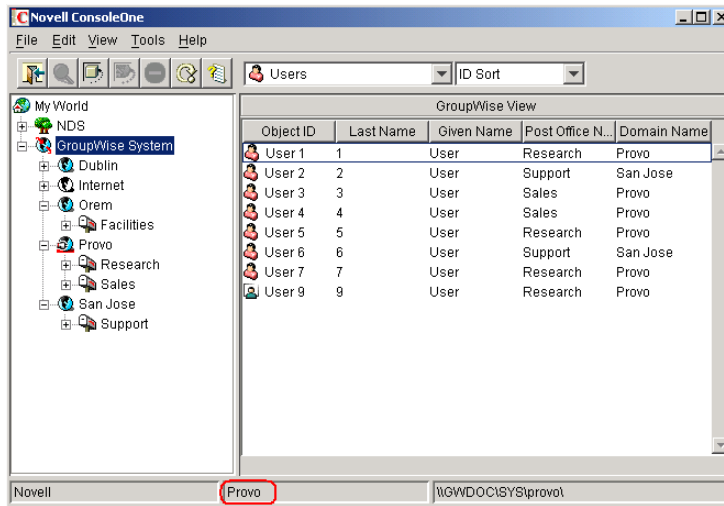 Novell ConsoleOne
File Edit View Tools Help
Users ID Sort
My World
NDS
GroupWise System
Dublin
Internet
Orem
Facilities
Provo
Research
Sales
San Jose
Support
GroupWise View
Object ID Last Name Given Name Post Office N... Domain Name
User 1 1 User Research Provo
User 2 2 User Support San Jose
User 3 3 User Sales Provo
User 4 4 User Sales Provo
User 5 5 User Research Provo
User 6 6 User Support San Jose
User 7 7 User Research Provo
User 9 9 User Research Provo
Novell Provo \\GWDOC\SYS\provo\